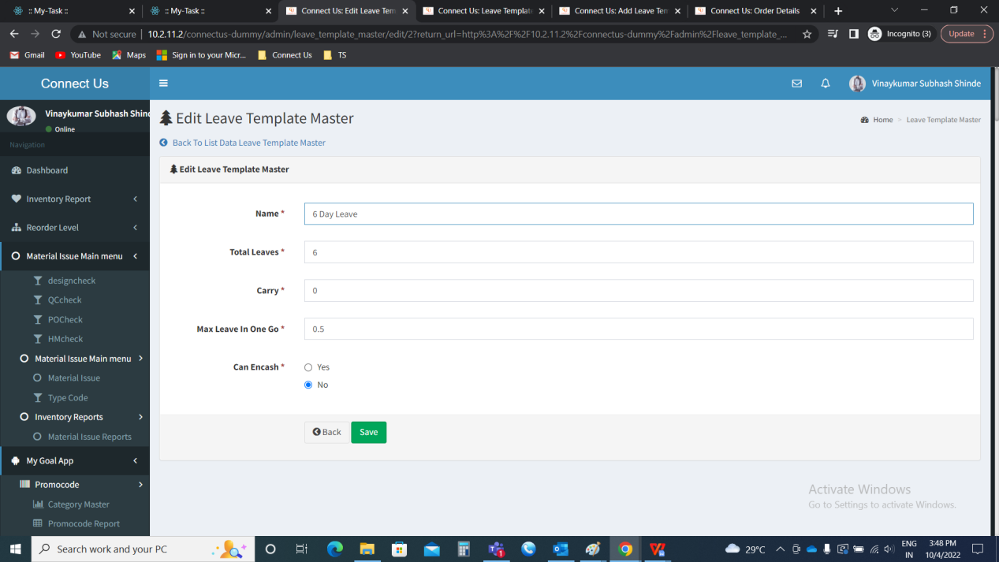 :: My-Task ::
:: My-Task ::
Connect Us: Edit Leave Tem
Connect Us: Leave Templat
Connect Us: Add Leave Tem
Connect Us: Order Details
Not secure | 10.2.11.2/connectus-dummy/admin/leave_template_master/edit/2?return_url=http%3A%2F%2F10.2.11.2%2Fconnectus-dummy%2Fadmin%2Fleave_template_...
Incognito (3)
Update
Gmail
YouTube
Maps
Sign in to your Micr...
Connect Us
TS
Connect Us
Vinaykumar Subhash Shinde
Vinaykumar Subhash Shind
Online
Navigation
Dashboard
Inventory Report
Reorder Level
Material Issue Main menu
designcheck
QCcheck
POCheck
HMcheck
Material Issue Main menu
Material Issue
Type Code
Inventory Reports
Material Issue Reports
My Goal App
Promocode
Category Master
Promocode Report
Edit Leave Template Master
Home > Leave Template Master
Back To List Data Leave Template Master
Edit Leave Template Master
Name *
6 Day Leave
Total Leaves *
6
Carry *
0
Max Leave In One Go *
0.5
Can Encash *
Yes
No
Back
Save
Activate Windows
Go to Settings to activate Windows.
Search work and your PC
1
29°C
ENG
IN
3:48 PM
10/4/2022